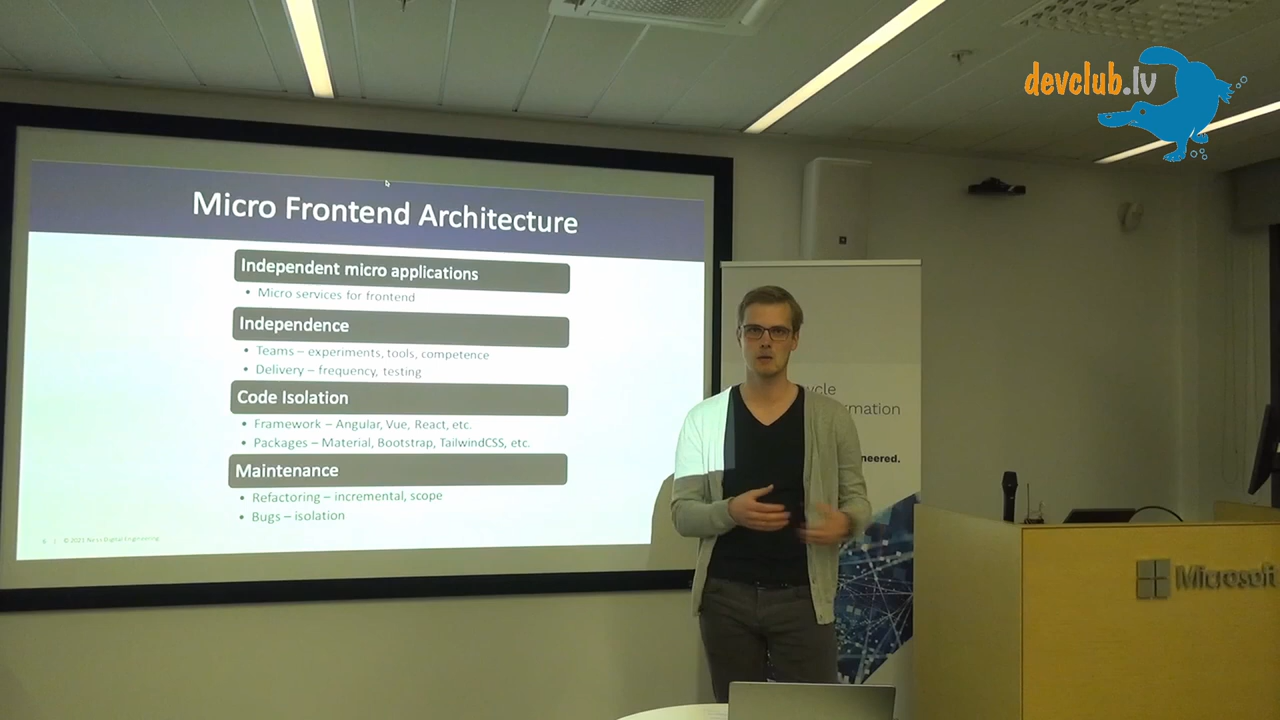 devclub.lv
Micro Frontend Architecture
Independent micro applications
• Micro services for frontend
Independence
• Teams – experiments, tools, competence
• Delivery – frequency, testing
Code Isolation
• Framework – Angular, Vue, React, etc.
• Packages – Material, Bootstrap, TailwindCSS, etc.
Maintenance
• Refactoring – incremental, scope
• Bugs – isolation
Digital Engineering
Microsoft